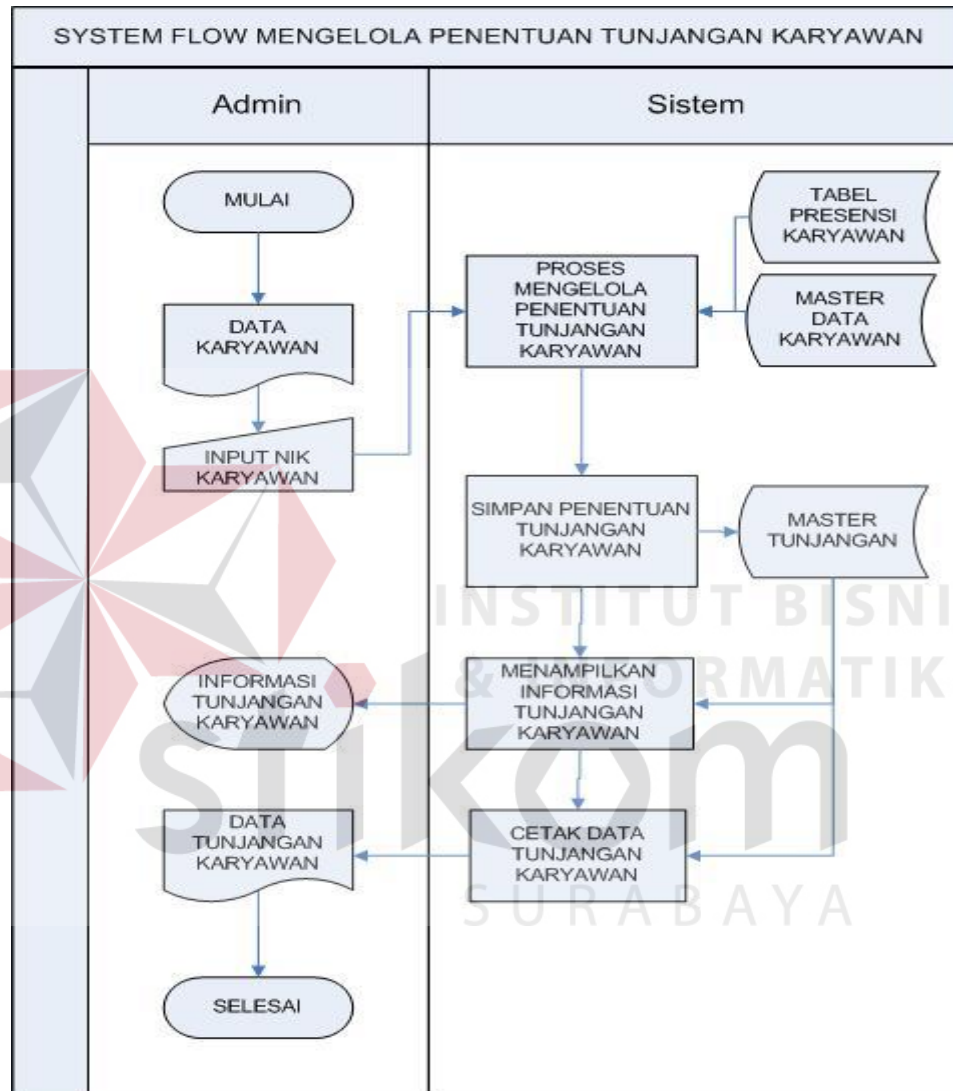 SYSTEM FLOW MENGELOLA PENENTUAN TUNJANGAN KARYAWAN
Admin
Sistem
MULAI
TABEL
PRESENSI
KARYAWAN
DATA
KARYAWAN
PROSES
MENGELOLA
PENENTUAN
TUNJANGAN
KARYAWAN
MASTER
DATA
KARYAWAN
INPUT NIK
KARYAWAN
SIMPAN PENENTUAN
TUNJANGAN
KARYAWAN
MASTER
TUNJANGAN
INSTITUT BISNI
& INFORMATIK
INFORMASI
TUNJANGAN
KARYAWAN
MENAMPILKAN
INFORMASI
TUNJANGAN
KARYAWAN
stikom
DATA
TUNJANGAN
KARYAWAN
CETAK DATA
TUNJANGAN
KARYAWAN
SURABAYA
SELESAI